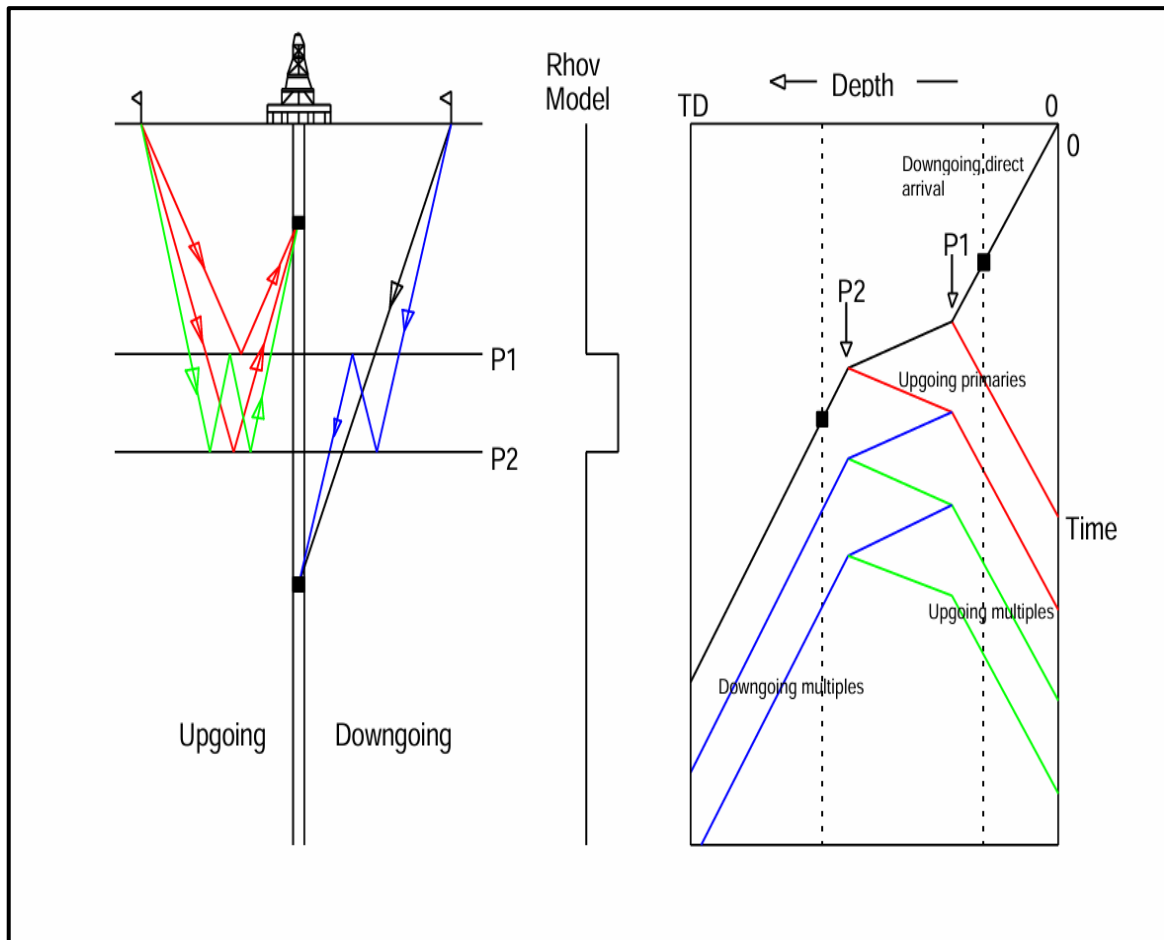 Rhov
Model
Depth
TD
0
0
Downgoing direct
arrival
P1
P2
P1
Upgoing primaries
P2
Time
Upgoing multiples
Downgoing multiples
Upgoing
Downgoing